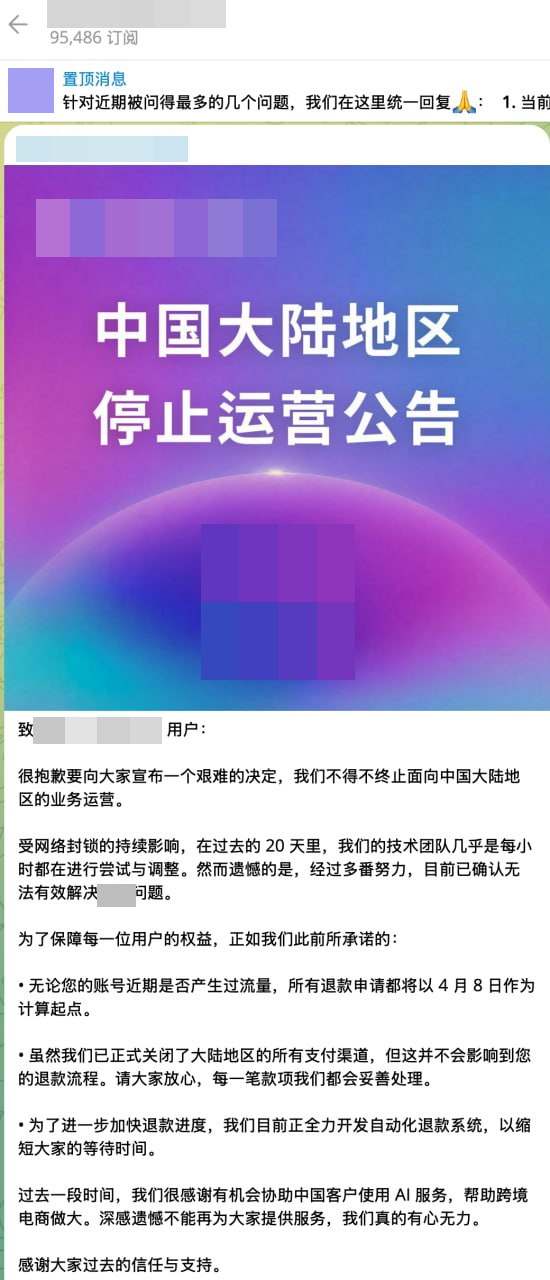 95,486 订阅
置顶消息
针对近期被问得最多的几个问题，我们在这里统一回复🙏： 1. 当前
中国大陆地区
停止运营公告
致 用户：
很抱歉要向大家宣布一个艰难的决定，我们不得不终止面向中国大陆地
区的业务运营。
受网络封锁的持续影响，在过去的 20 天里，我们的技术团队几乎是每小
时都在进行尝试与调整。然而遗憾的是，经过多番努力，目前已确认无
法有效解决 问题。
为了保障每一位用户的权益，正如我们此前所承诺的：
• 无论您的账号近期是否产生过流量，所有退款申请都将以 4 月 8 日作为
计算起点。
• 虽然我们已正式关闭了大陆地区的所有支付渠道，但这并不会影响到您
的退款流程。请大家放心，每一笔款项我们都会妥善处理。
• 为了进一步加快退款进度，我们目前正全力开发自动化退款系统，以缩
短大家的等待时间。
过去一段时间，我们很感谢有机会协助中国客户使用 AI 服务，帮助跨境
电商做大。深感遗憾不能再为大家提供服务，我们真的有心无力。
感谢大家过去的信任与支持。